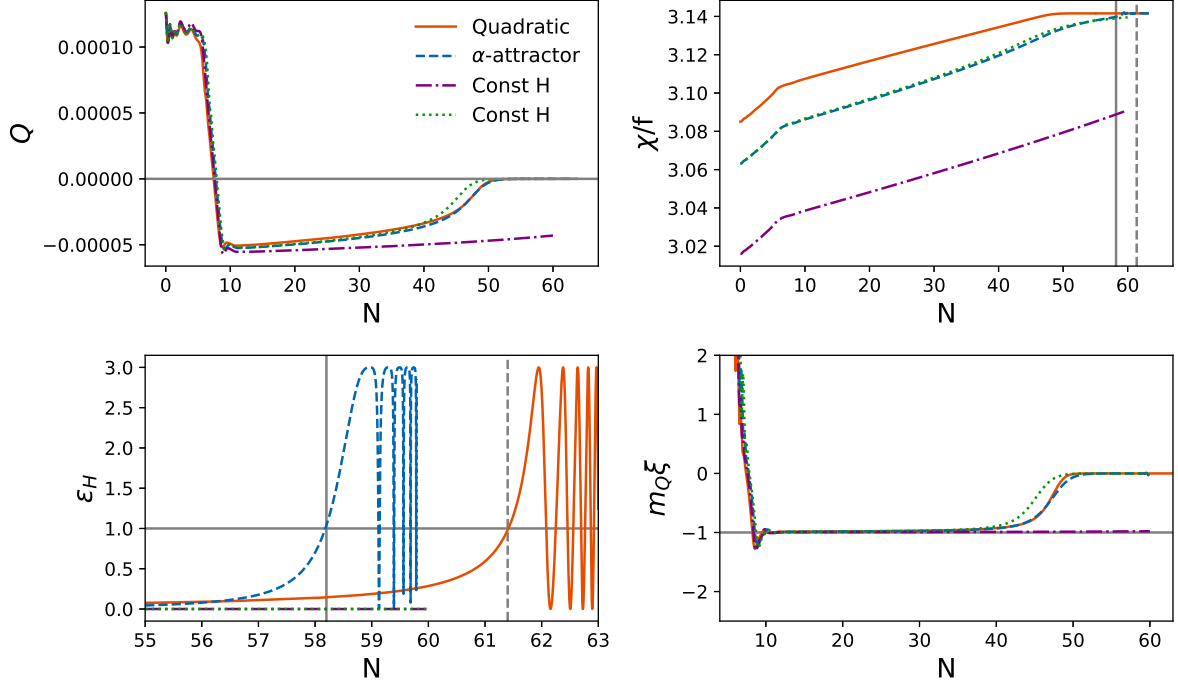 0.00010
0.00005
0.00000
−0.00005
Q
0 10 20 30 40 50 60
N
Quadratic
α-attractor
Const H
Const H
3.14
3.12
3.10
3.08
3.06
3.04
3.02
χ/f
0 10 20 30 40 50 60
N
3.0
2.5
2.0
1.5
1.0
0.5
0.0
ϵ_H
55 56 57 58 59 60 61 62 63
N
2
1
0
−1
−2
m_Qξ
10 20 30 40 50 60
N